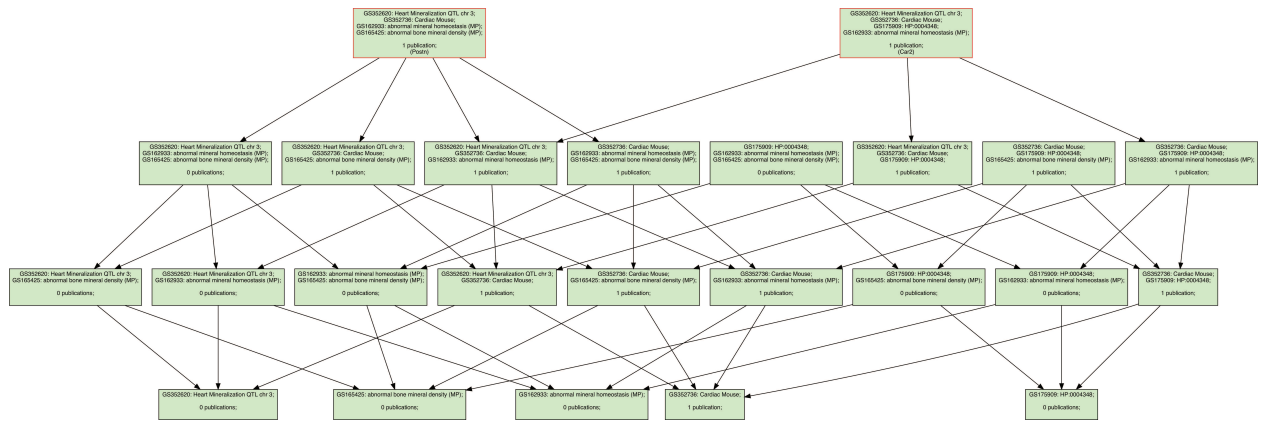 GS352620: Heart Mineralization QTL chr 3;
GS352736: Cardiac Mouse;
GS162933: abnormal mineral homeostasis (MP);
GS165425: abnormal bone mineral density (MP);
1 publication;
(Postn)
GS352620: Heart Mineralization QTL chr 3;
GS352736: Cardiac Mouse;
GS175909: HP:0004348;
GS162933: abnormal mineral homeostasis (MP);
1 publication;
(Car2)
GS352620: Heart Mineralization QTL chr 3;
GS162933: abnormal mineral homeostasis (MP);
GS165425: abnormal bone mineral density (MP);
0 publications;
GS352620: Heart Mineralization QTL chr 3;
GS352736: Cardiac Mouse;
GS165425: abnormal bone mineral density (MP);
1 publication;
GS352620: Heart Mineralization QTL chr 3;
GS352736: Cardiac Mouse;
GS162933: abnormal mineral homeostasis (MP);
1 publication;
GS352736: Cardiac Mouse;
GS162933: abnormal mineral homeostasis (MP);
GS165425: abnormal bone mineral density (MP);
1 publication;
GS175909: HP:0004348;
GS162933: abnormal mineral homeostasis (MP);
GS165425: abnormal bone mineral density (MP);
0 publications;
GS352620: Heart Mineralization QTL chr 3;
GS352736: Cardiac Mouse;
GS175909: HP:0004348;
1 publication;
GS352736: Cardiac Mouse;
GS175909: HP:0004348;
GS165425: abnormal bone mineral density (MP);
1 publication;
GS352736: Cardiac Mouse;
GS175909: HP:0004348;
GS162933: abnormal mineral homeostasis (MP);
1 publication;
GS352620: Heart Mineralization QTL chr 3;
GS165425: abnormal bone mineral density (MP);
0 publications;
GS352620: Heart Mineralization QTL chr 3;
GS162933: abnormal mineral homeostasis (MP);
0 publications;
GS162933: abnormal mineral homeostasis (MP);
GS165425: abnormal bone mineral density (MP);
0 publications;
GS352620: Heart Mineralization QTL chr 3;
GS352736: Cardiac Mouse;
1 publication;
GS352736: Cardiac Mouse;
GS165425: abnormal bone mineral density (MP);
1 publication;
GS352736: Cardiac Mouse;
GS162933: abnormal mineral homeostasis (MP);
1 publication;
GS175909: HP:0004348;
GS165425: abnormal bone mineral density (MP);
0 publications;
GS175909: HP:0004348;
GS162933: abnormal mineral homeostasis (MP);
0 publications;
GS352736: Cardiac Mouse;
GS175909: HP:0004348;
1 publication;
GS352620: Heart Mineralization QTL chr 3;
0 publications;
GS165425: abnormal bone mineral density (MP);
0 publications;
GS162933: abnormal mineral homeostasis (MP);
0 publications;
GS352736: Cardiac Mouse;
1 publication;
GS175909: HP:0004348;
0 publications;